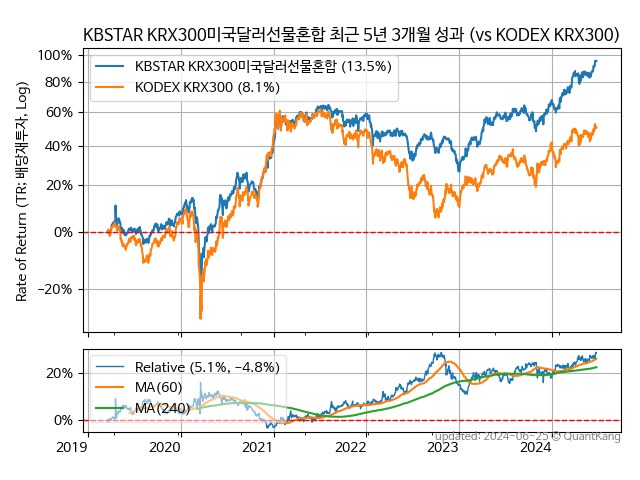 KBSTAR KRX300미국달러선물혼합 최근 5년 3개월 성과 (vs KODEX KRX300)
100%
80%
60%
40%
20%
0%
−20%
Rate of Return (TR: 배당재투자, Log)
KBSTAR KRX300미국달러선물혼합 (13.5%)
KODEX KRX300 (8.1%)
20%
0%
Relative (5.1%, −4.8%)
MA(60)
MA(240)
2019
2020
2021
2022
2023
2024
updated: 2024-06-25 © QuantKang